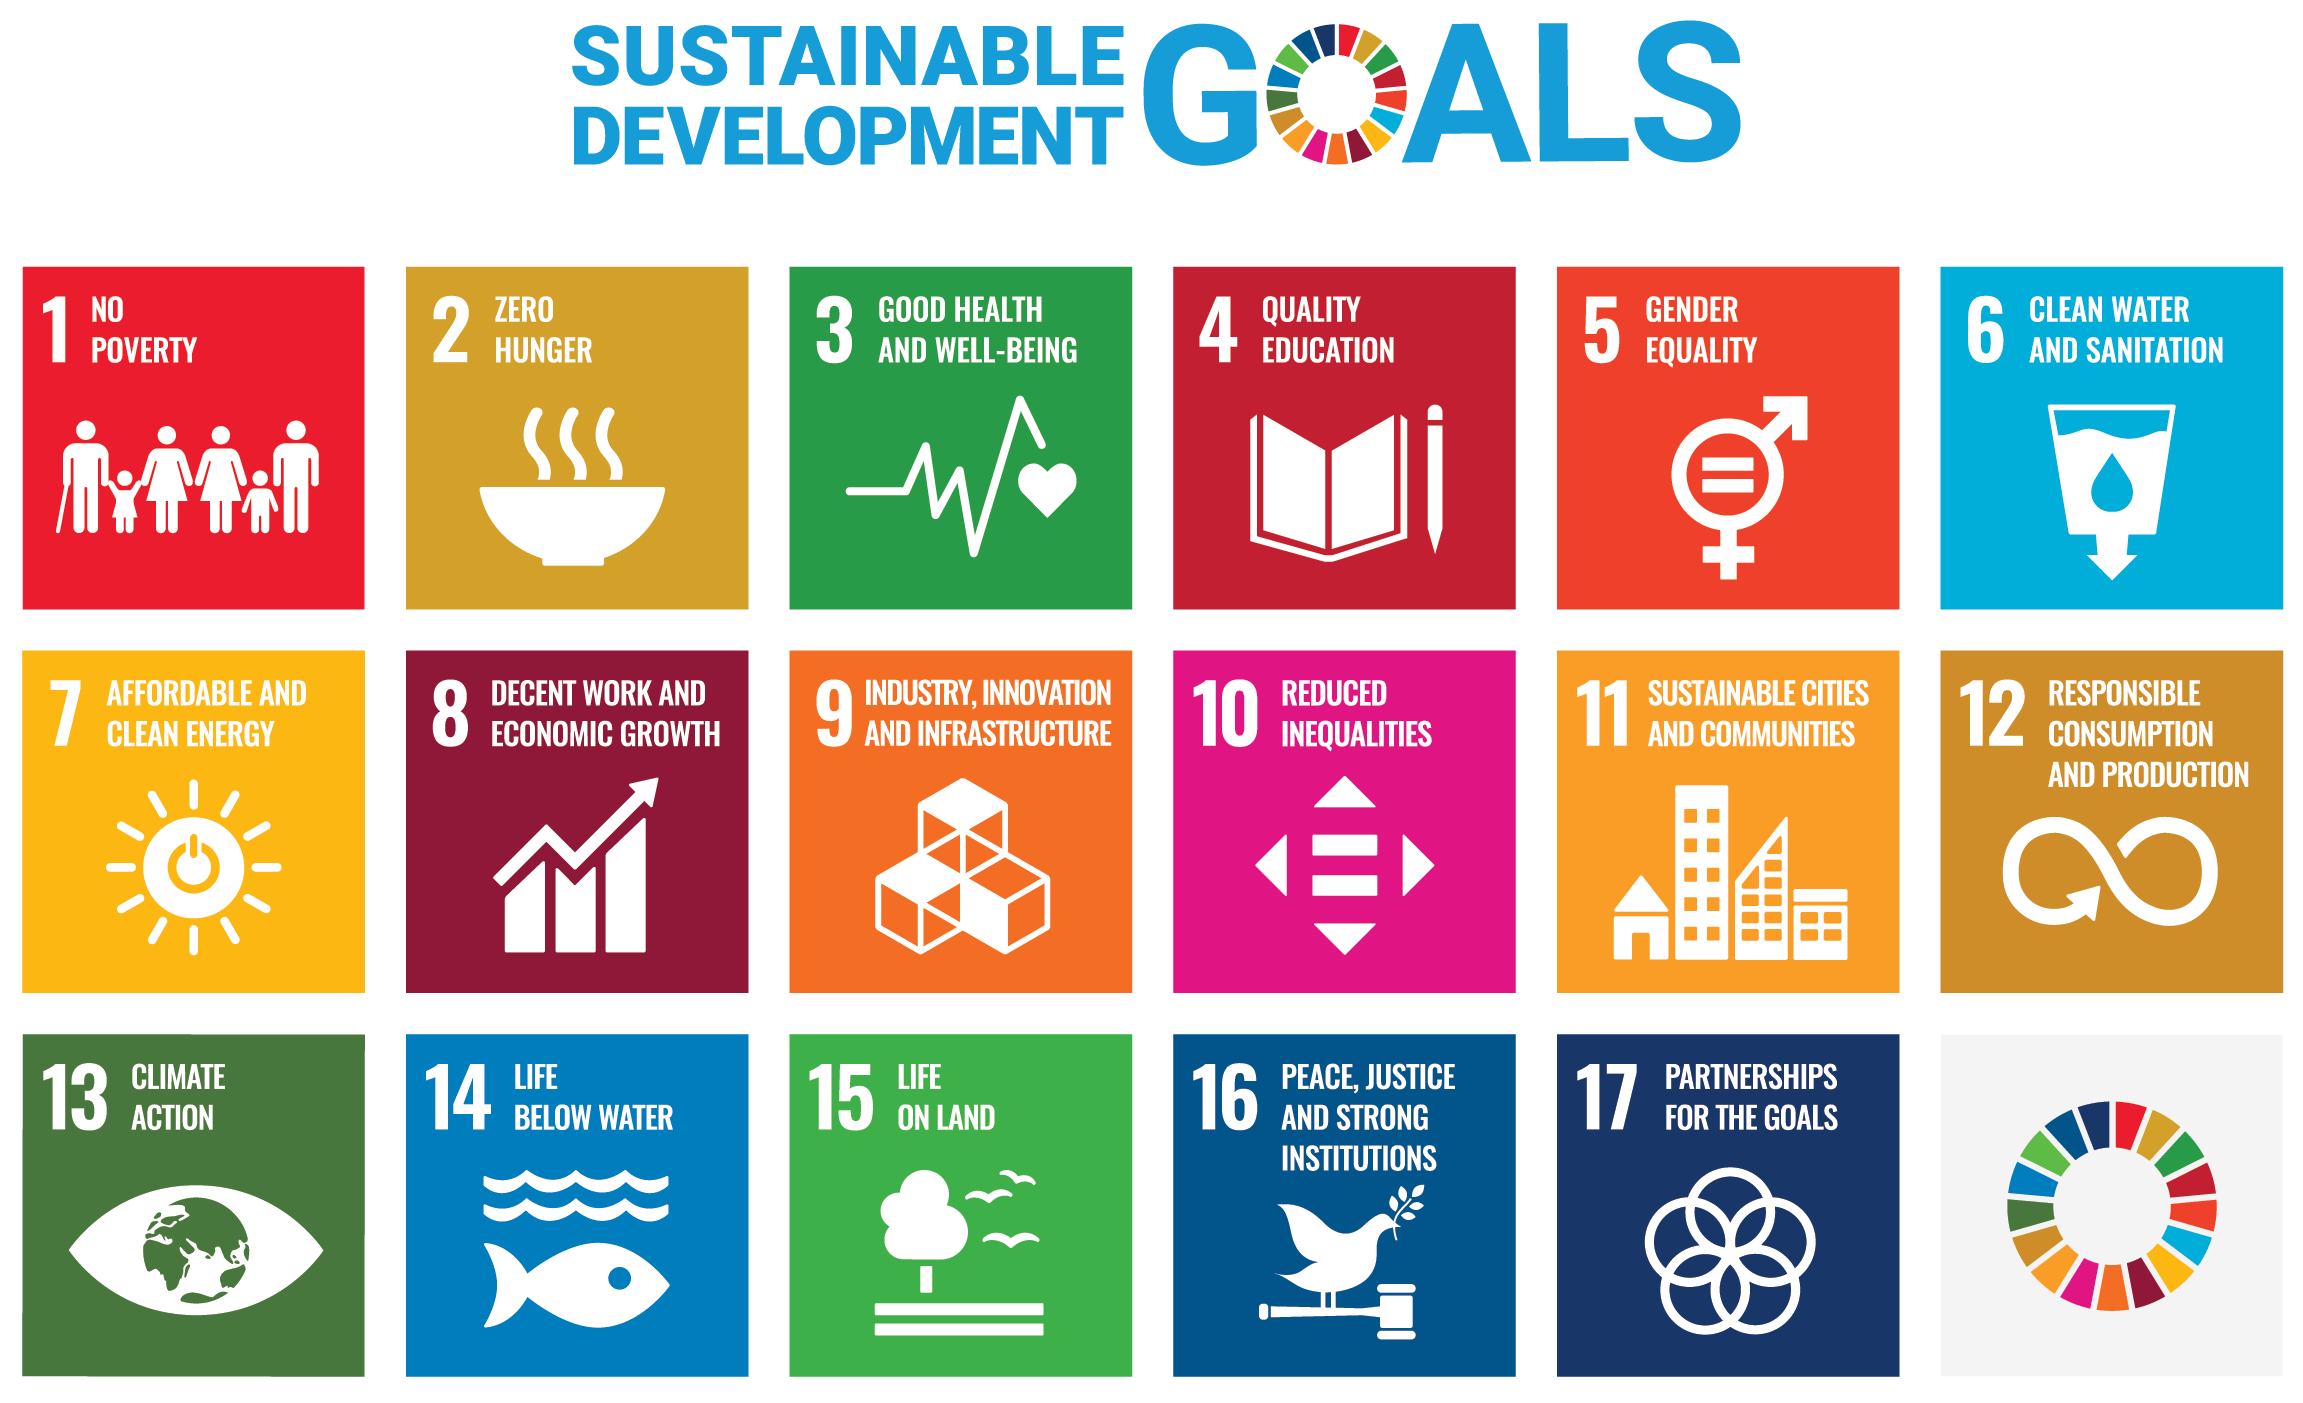 SUSTAINABLE
DEVELOPMENT
GOALS
1 NO
POVERTY
2 ZERO
HUNGER
3 GOOD HEALTH
AND WELL-BEING
4 QUALITY
EDUCATION
5 GENDER
EQUALITY
6 CLEAN WATER
AND SANITATION
7 AFFORDABLE AND
CLEAN ENERGY
8 DECENT WORK AND
ECONOMIC GROWTH
9 INDUSTRY, INNOVATION
AND INFRASTRUCTURE
10 REDUCED
INEQUALITIES
11 SUSTAINABLE CITIES
AND COMMUNITIES
12 RESPONSIBLE
CONSUMPTION
AND PRODUCTION
13 CLIMATE
ACTION
14 LIFE
BELOW WATER
15 LIFE
ON LAND
16 PEACE, JUSTICE
AND STRONG
INSTITUTIONS
17 PARTNERSHIPS
FOR THE GOALS